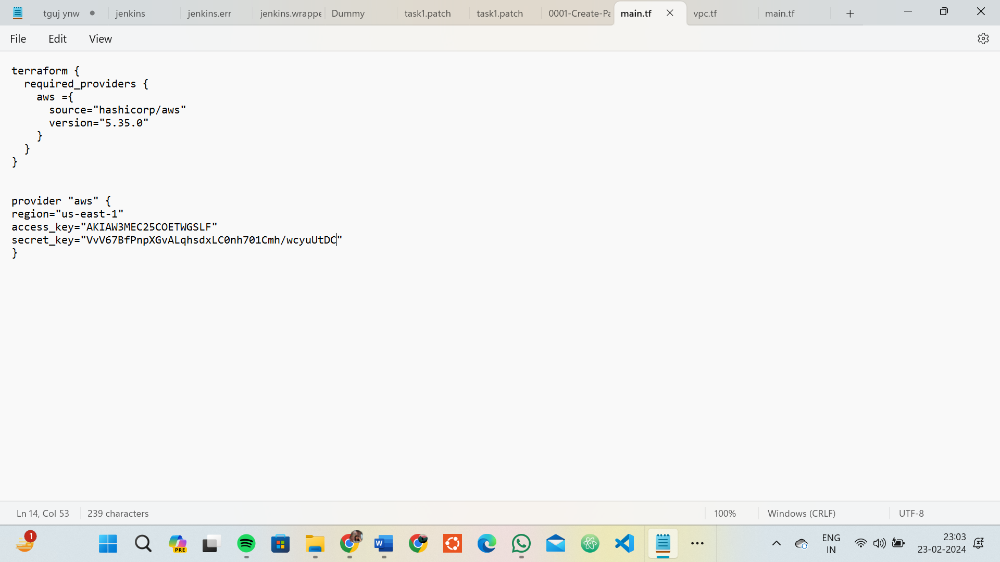 tguj ynw jenkins jenkins.err jenkins.wrappe Dummy task1.patch task1.patch 0001-Create-Pa main.tf vpc.tf main.tf
File Edit View
terraform {
  required_providers {
    aws ={
      source="hashicorp/aws"
      version="5.35.0"
    }
  }
}
provider "aws" {
region="us-east-1"
access_key="AKIAW3MEC25COETWGSLF"
secret_key="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"
}
Ln 14, Col 53 239 characters 100% Windows (CRLF) UTF-8
1 PRE W ENG IN 23:03
23-02-2024